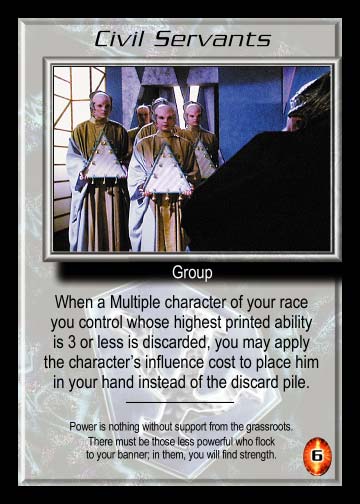 Civil Servants
Group
When a Multiple character of your race
you control whose highest printed ability
is 3 or less is discarded, you may apply
the character's influence cost to place him
in your hand instead of the discard pile.
Power is nothing without support from the grassroots.
There must be those less powerful who flock
to your banner; in them, you will find strength.
6